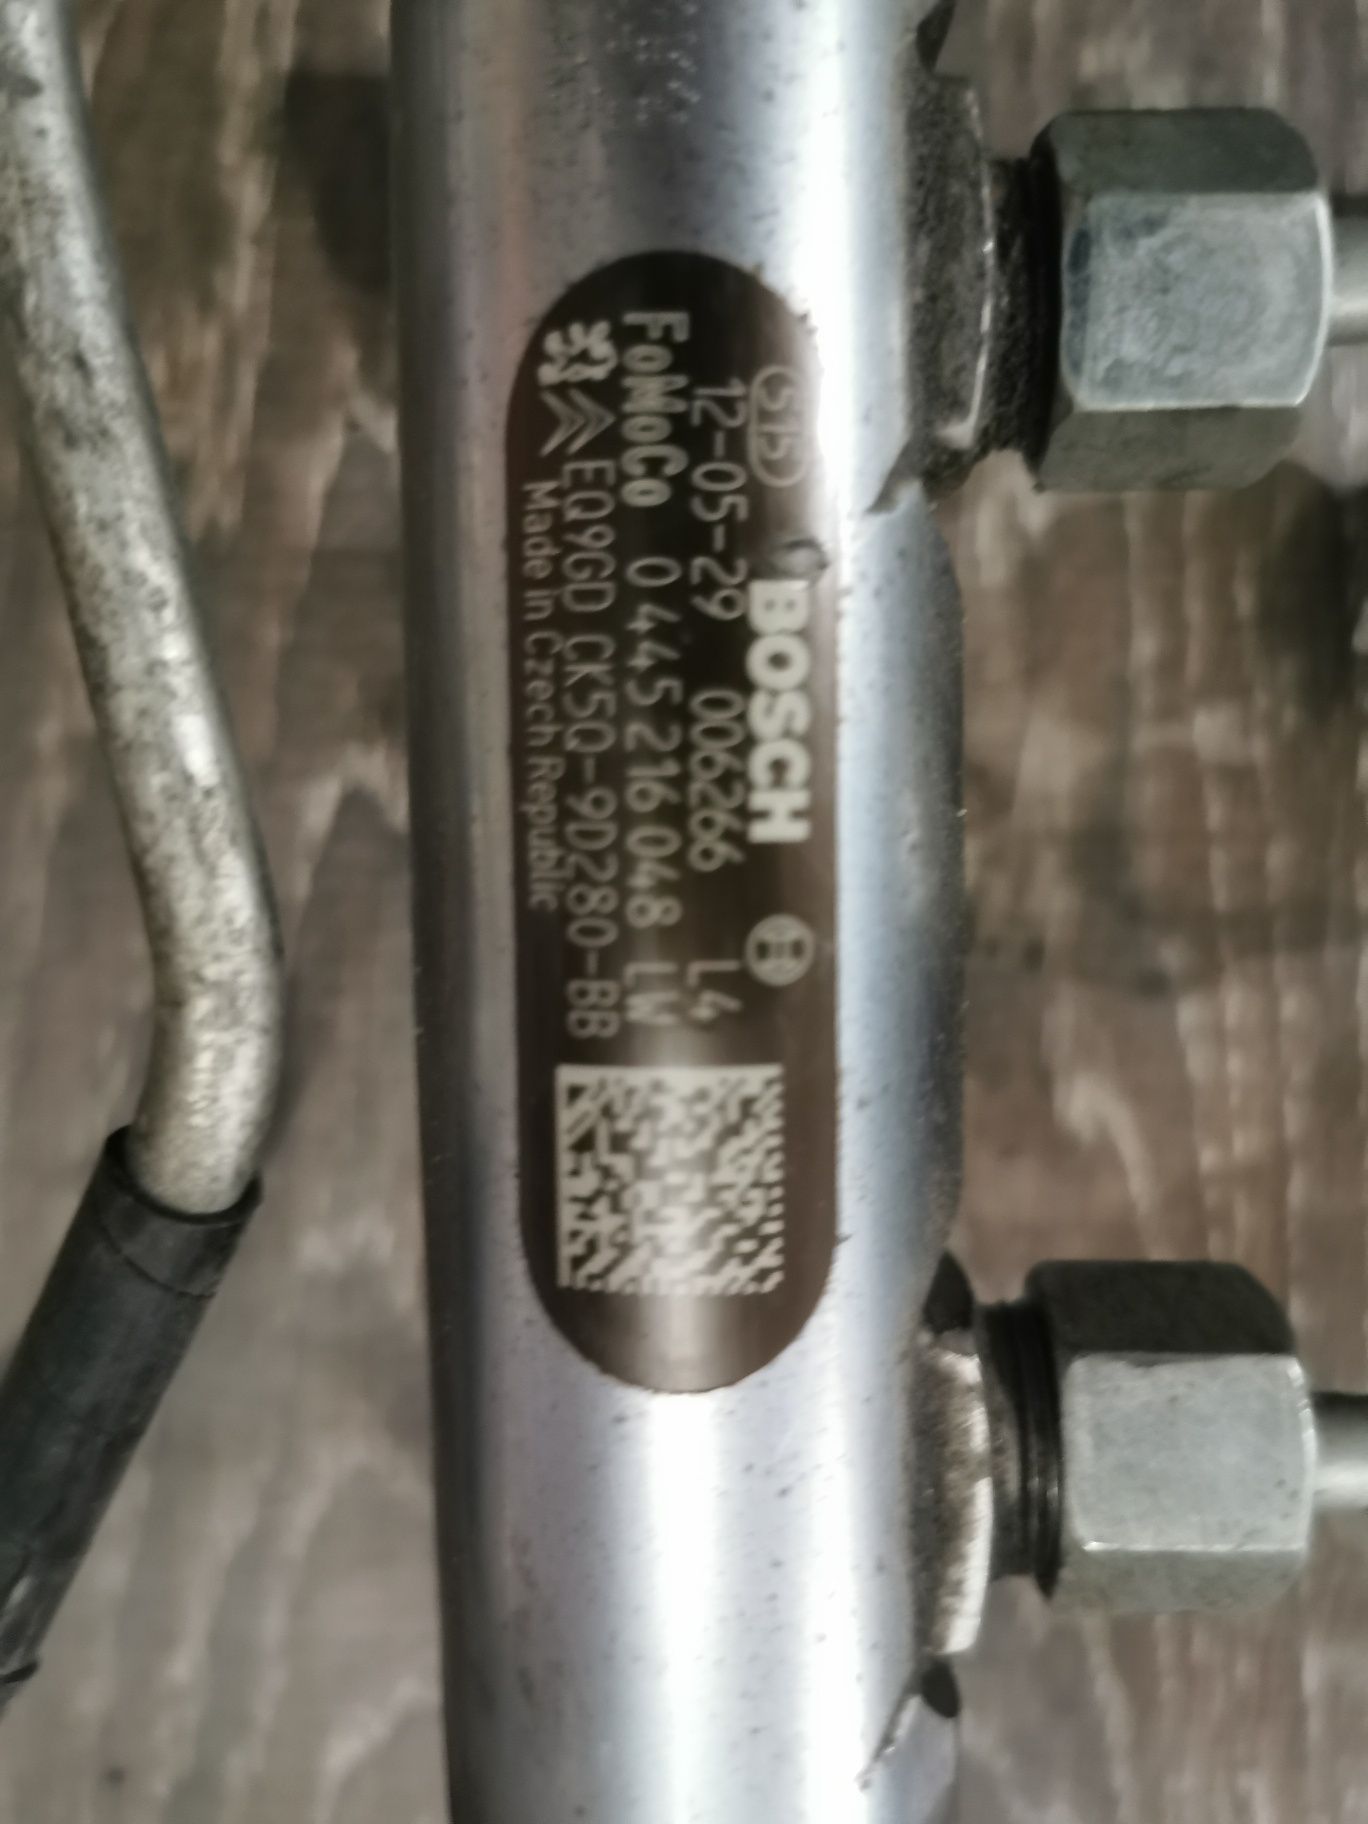 515 BOSCH
12-05-29 006266 L4
FoMoCo 0 445 216 048 LW
EQ9GD CK5Q-9D280-BB
Made in Czech Republic